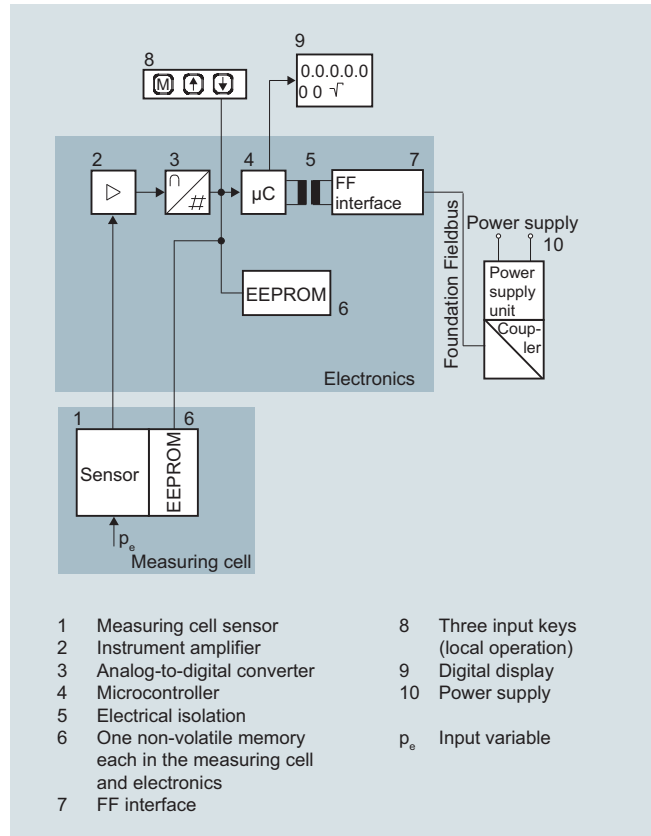 9
8
0.0.0.0.0
0 0 √
M
2
3
4
5
7
∩
#
µC
FF
interface
Power supply
10
Foundation Fieldbus
Power
supply
unit
Coup-
ler
EEPROM
6
Electronics
1
6
Sensor
EEPROM
pe
Measuring cell
1 Measuring cell sensor
2 Instrument amplifier
3 Analog-to-digital converter
4 Microcontroller
5 Electrical isolation
6 One non-volatile memory
each in the measuring cell
and electronics
7 FF interface
8 Three input keys
(local operation)
9 Digital display
10 Power supply
pe Input variable